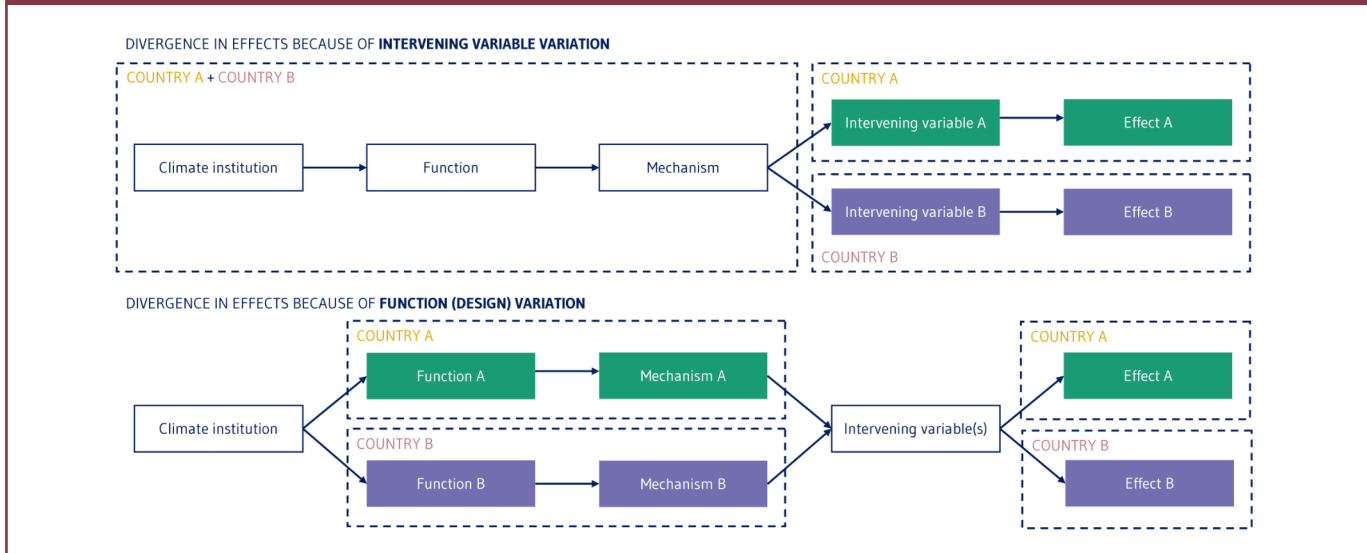 DIVERGENCE IN EFFECTS BECAUSE OF INTERVENING VARIABLE VARIATION
COUNTRY A + COUNTRY B
COUNTRY A
Climate institution
Function
Mechanism
Intervening variable A
Effect A
Intervening variable B
Effect B
COUNTRY B
DIVERGENCE IN EFFECTS BECAUSE OF FUNCTION (DESIGN) VARIATION
COUNTRY A
Function A
Mechanism A
Climate institution
COUNTRY B
Function B
Mechanism B
Intervening variable(s)
COUNTRY A
Effect A
COUNTRY B
Effect B